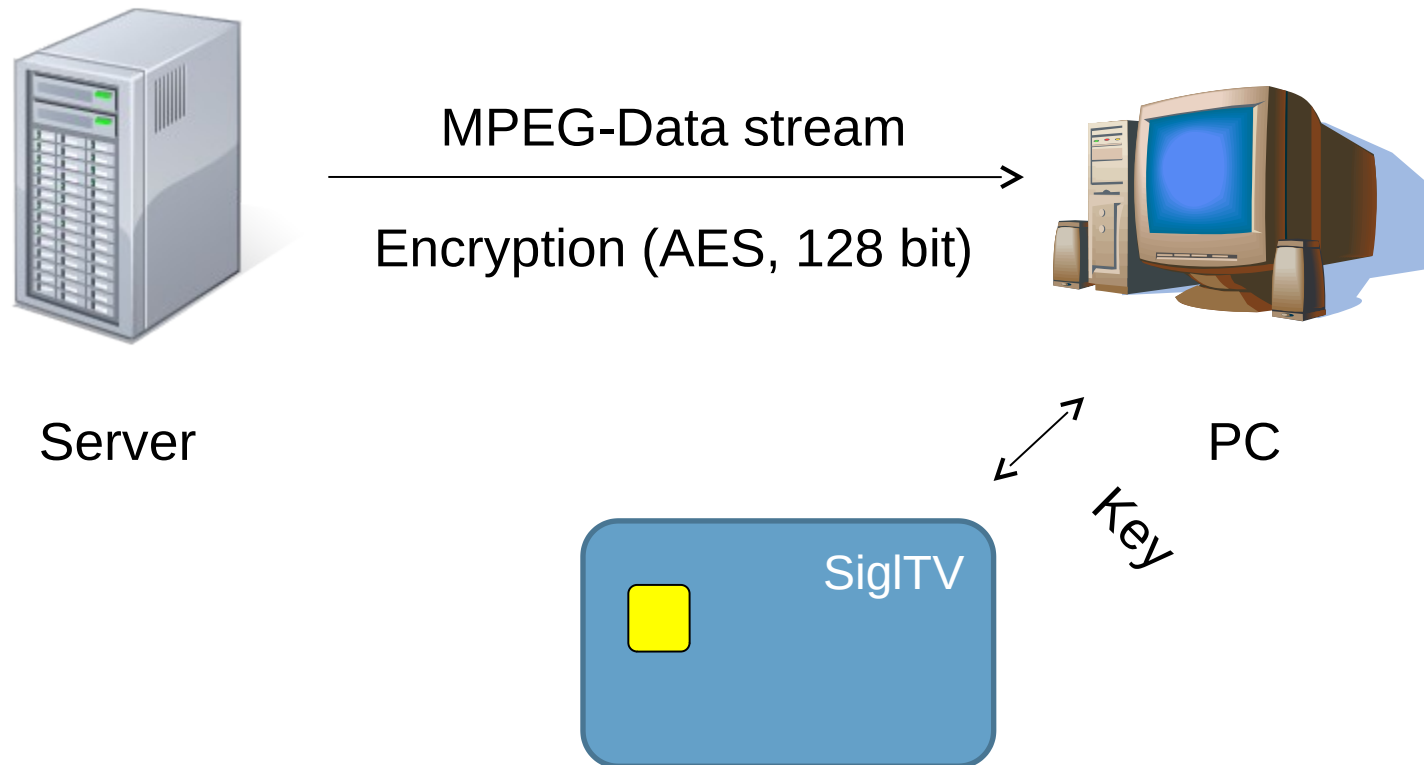 MPEG-Data stream
Encryption (AES, 128 bit)
Server
PC
Key
SiglTV